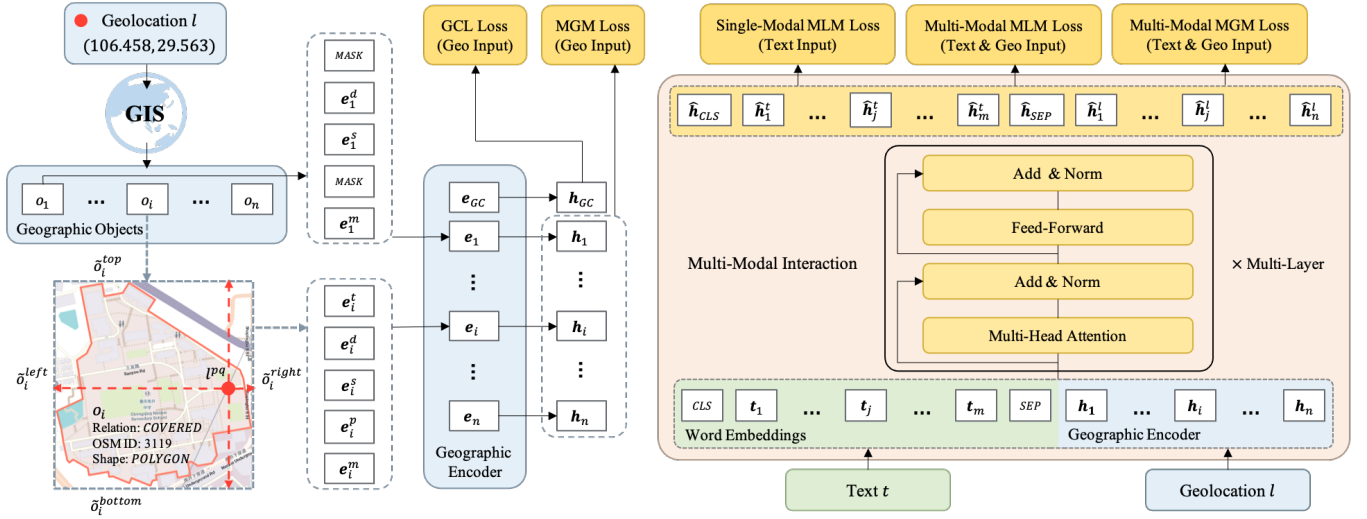 Geolocation l
(106.458,29.563)
GIS
o₁ ... oᵢ ... oₙ
Geographic Objects
õᵢᵗᵒᵖ
õᵢˡᵉᶠᵗ
lᵖq
õᵢʳⁱᵍʰᵗ
oᵢ
Relation: COVERED
OSM ID: 3119
Shape: POLYGON
õᵢᵇᵒᵗᵗᵒᵐ
MASK
e₁ᵈ
e₁ˢ
MASK
e₁ᵐ
eᵢᵗ
eᵢᵈ
eᵢˢ
eᵢᵖ
eᵢᵐ
GCL Loss
(Geo Input)
MGM Loss
(Geo Input)
e_GC h_GC
e₁ h₁
⋮ ⋮
eᵢ hᵢ
⋮ ⋮
eₙ hₙ
Geographic
Encoder
Single-Modal MLM Loss
(Text Input)
Multi-Modal MLM Loss
(Text & Geo Input)
Multi-Modal MGM Loss
(Text & Geo Input)
ĥ_CLS ĥ₁ᵗ ... ĥⱼᵗ ... ĥₘᵗ ĥ_SEP ĥ₁ˡ ... ĥⱼˡ ... ĥₙˡ
Add & Norm
Feed-Forward
Multi-Modal Interaction
× Multi-Layer
Add & Norm
Multi-Head Attention
CLS t₁ ... tⱼ ... tₘ SEP h₁ ... hᵢ ... hₙ
Word Embeddings
Geographic Encoder
Text t
Geolocation l